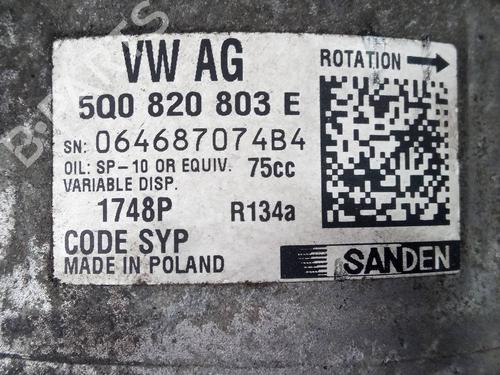 VW AG
ROTATION
5Q0 820 803 E
SN: 064687074B4
OIL: SP-10 OR EQUIV. 75cc
VARIABLE DISP.
1748P R134a
CODE SYP
MADE IN POLAND
SANDEN